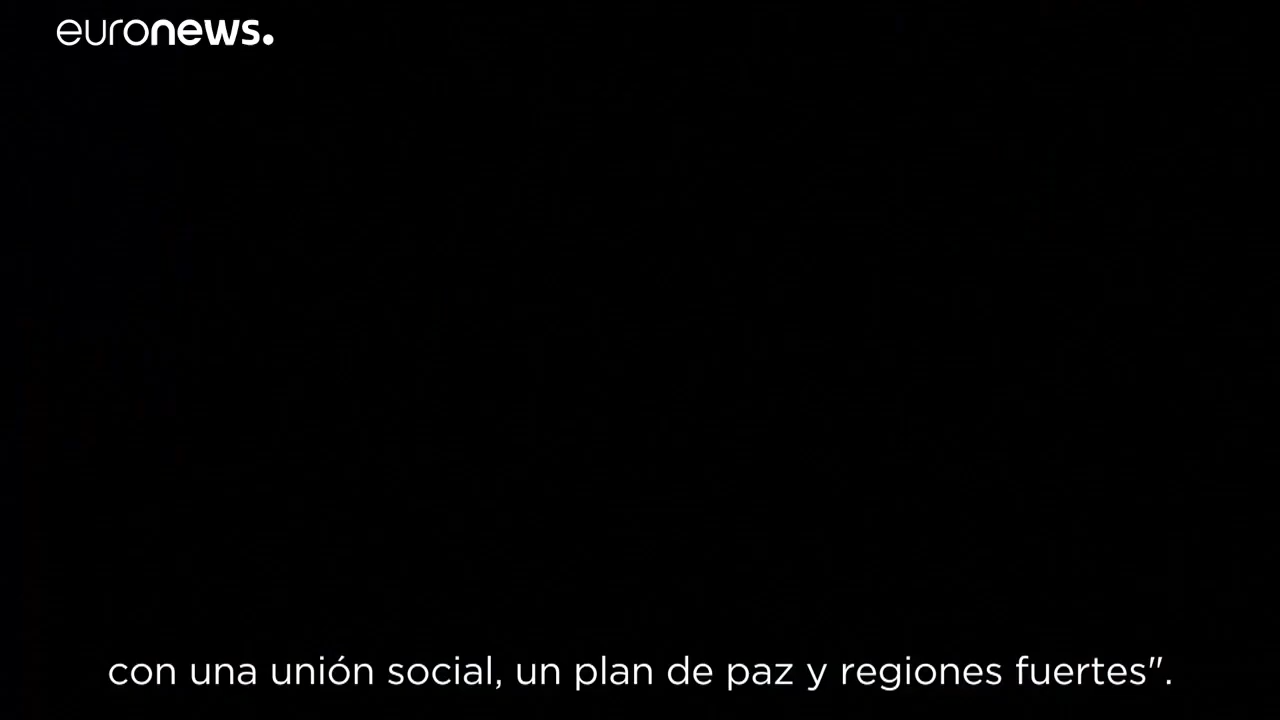 euronews.
con una unión social, un plan de paz y regiones fuertes".